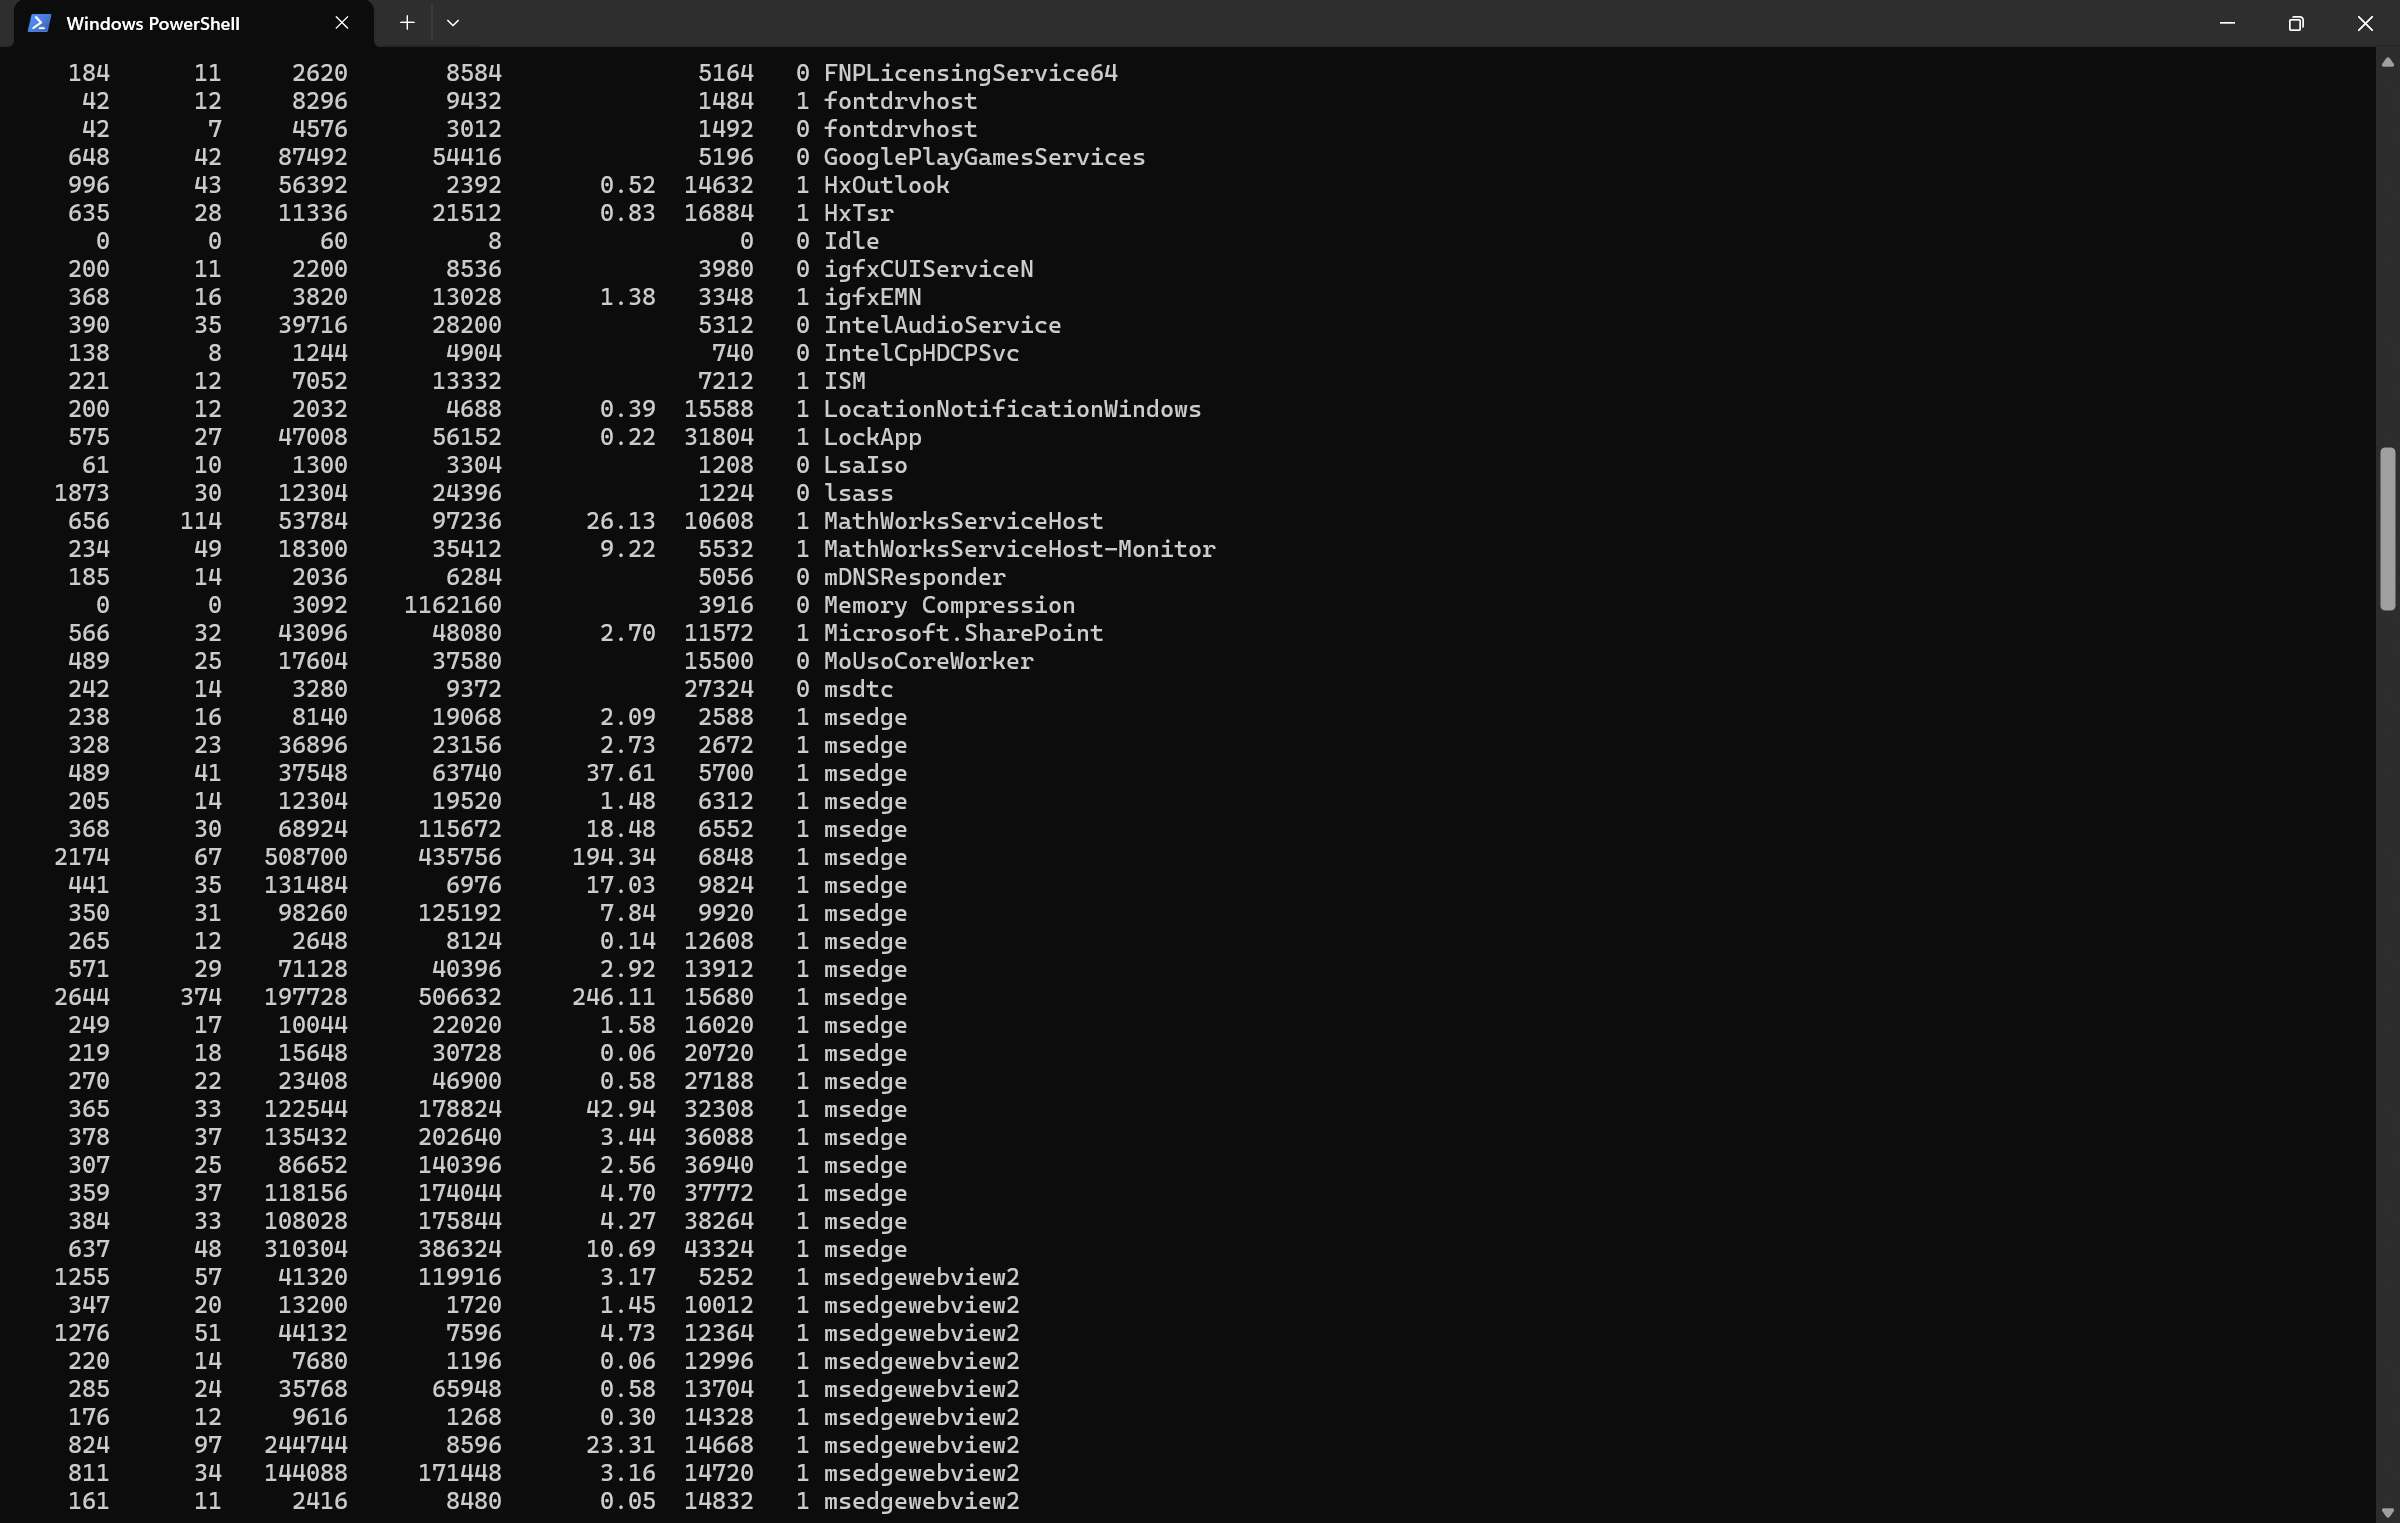 Windows PowerShell
184 11 2620 8584 5164 0 FNPLicensingService64
42 12 8296 9432 1484 1 fontdrvhost
42 7 4576 3012 1492 0 fontdrvhost
648 42 87492 54416 5196 0 GooglePlayGamesServices
996 43 56392 2392 0.52 14632 1 HxOutlook
635 28 11336 21512 0.83 16884 1 HxTsr
0 0 60 8 0 0 Idle
200 11 2200 8536 3980 0 igfxCUIServiceN
368 16 3820 13028 1.38 3348 1 igfxEMN
390 35 39716 28200 5312 0 IntelAudioService
138 8 1244 4904 740 0 IntelCpHDCPSvc
221 12 7052 13332 7212 1 ISM
200 12 2032 4688 0.39 15588 1 LocationNotificationWindows
575 27 47008 56152 0.22 31804 1 LockApp
61 10 1300 3304 1208 0 LsaIso
1873 30 12304 24396 1224 0 lsass
656 114 53784 97236 26.13 10608 1 MathWorksServiceHost
234 49 18300 35412 9.22 5532 1 MathWorksServiceHost-Monitor
185 14 2036 6284 5056 0 mDNSResponder
0 0 3092 1162160 3916 0 Memory Compression
566 32 43096 48080 2.70 11572 1 Microsoft.SharePoint
489 25 17604 37580 15500 0 MoUsoCoreWorker
242 14 3280 9372 27324 0 msdtc
238 16 8140 19068 2.09 2588 1 msedge
328 23 36896 23156 2.73 2672 1 msedge
489 41 37548 63740 37.61 5700 1 msedge
205 14 12304 19520 1.48 6312 1 msedge
368 30 68924 115672 18.48 6552 1 msedge
2174 67 508700 435756 194.34 6848 1 msedge
441 35 131484 6976 17.03 9824 1 msedge
350 31 98260 125192 7.84 9920 1 msedge
265 12 2648 8124 0.14 12608 1 msedge
571 29 71128 40396 2.92 13912 1 msedge
2644 374 197728 506632 246.11 15680 1 msedge
249 17 10044 22020 1.58 16020 1 msedge
219 18 15648 30728 0.06 20720 1 msedge
270 22 23408 46900 0.58 27188 1 msedge
365 33 122544 178824 42.94 32308 1 msedge
378 37 135432 202640 3.44 36088 1 msedge
307 25 86652 140396 2.56 36940 1 msedge
359 37 118156 174044 4.70 37772 1 msedge
384 33 108028 175844 4.27 38264 1 msedge
637 48 310304 386324 10.69 43324 1 msedge
1255 57 41320 119916 3.17 5252 1 msedgewebview2
347 20 13200 1720 1.45 10012 1 msedgewebview2
1276 51 44132 7596 4.73 12364 1 msedgewebview2
220 14 7680 1196 0.06 12996 1 msedgewebview2
285 24 35768 65948 0.58 13704 1 msedgewebview2
176 12 9616 1268 0.30 14328 1 msedgewebview2
824 97 244744 8596 23.31 14668 1 msedgewebview2
811 34 144088 171448 3.16 14720 1 msedgewebview2
161 11 2416 8480 0.05 14832 1 msedgewebview2